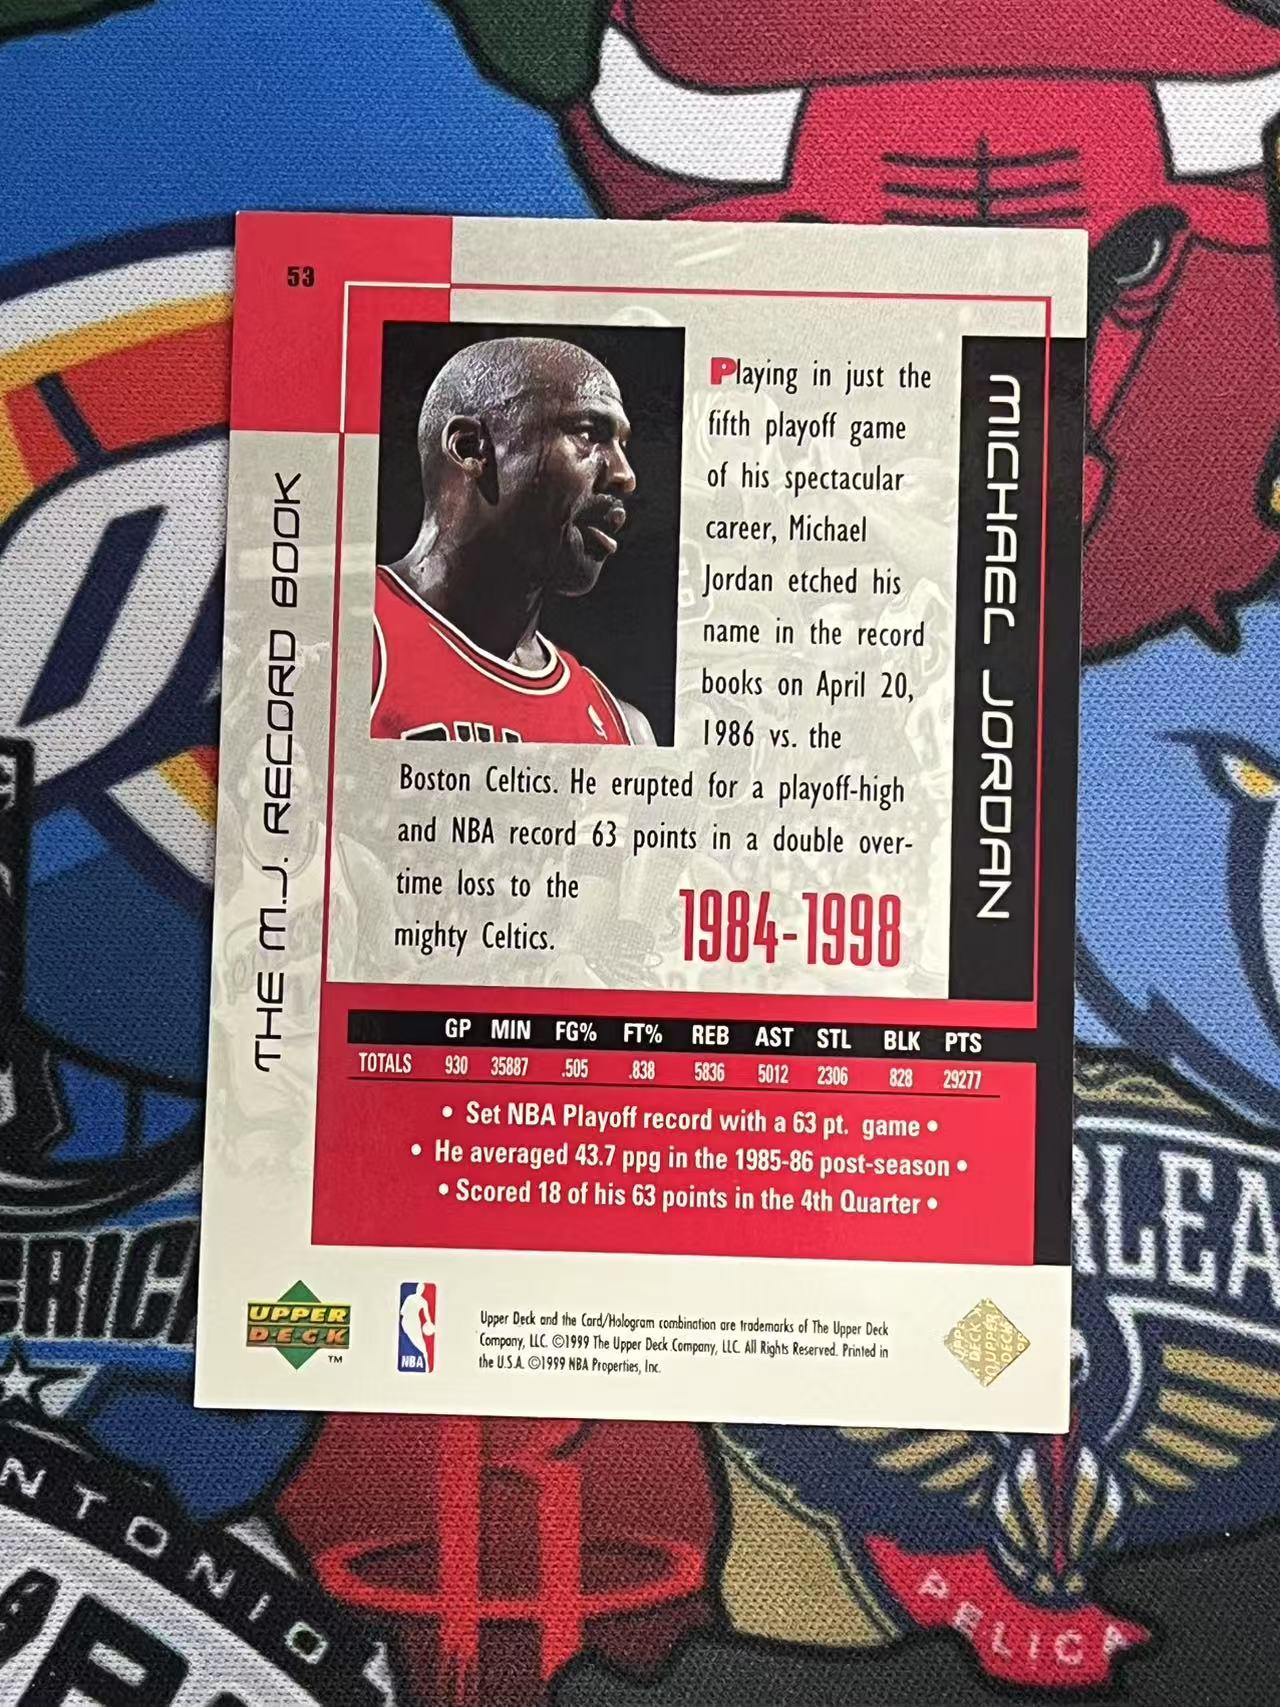 53
THE M.J. RECORD BOOK
MICHAEL JORDAN
Playing in just the
fifth playoff game
of his spectacular
career, Michael
Jordan etched his
name in the record
books on April 20,
1986 vs. the
Boston Celtics. He erupted for a playoff-high
and NBA record 63 points in a double over-
time loss to the
mighty Celtics.
1984-1998
GP MIN FG% FT% REB AST STL BLK PTS
TOTALS 930 35887 .505 .838 5836 5012 2306 828 29277
• Set NBA Playoff record with a 63 pt. game •
• He averaged 43.7 ppg in the 1985-86 post-season •
• Scored 18 of his 63 points in the 4th Quarter •
UPPER
DECK
TM
NBA
Upper Deck and the Card/Hologram combination are trademarks of The Upper Deck
Company, LLC. ©1999 The Upper Deck Company, LLC. All Rights Reserved. Printed in
the U.S.A. ©1999 NBA Properties, Inc.
UPPER
DECK
RLEA
ERIC
NTONIO
PELICA